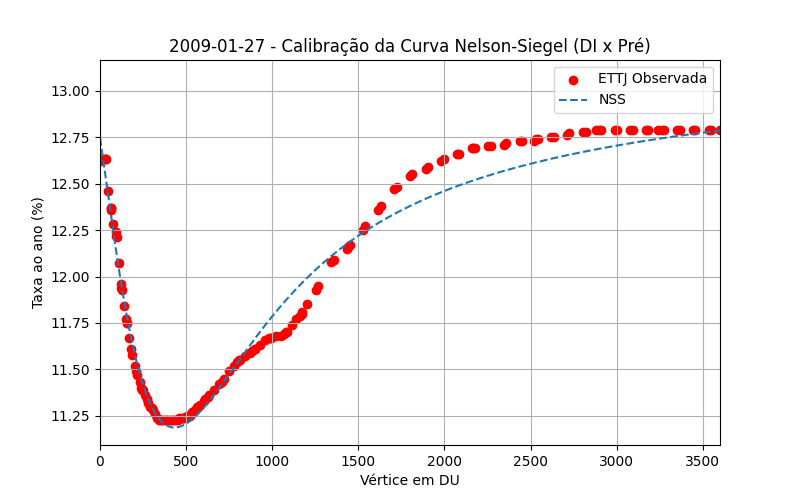 2009-01-27 - Calibração da Curva Nelson-Siegel (DI x Pré)
ETTJ Observada
NSS
Taxa ao ano (%)
13.00
12.75
12.50
12.25
12.00
11.75
11.50
11.25
0 500 1000 1500 2000 2500 3000 3500
Vértice em DU